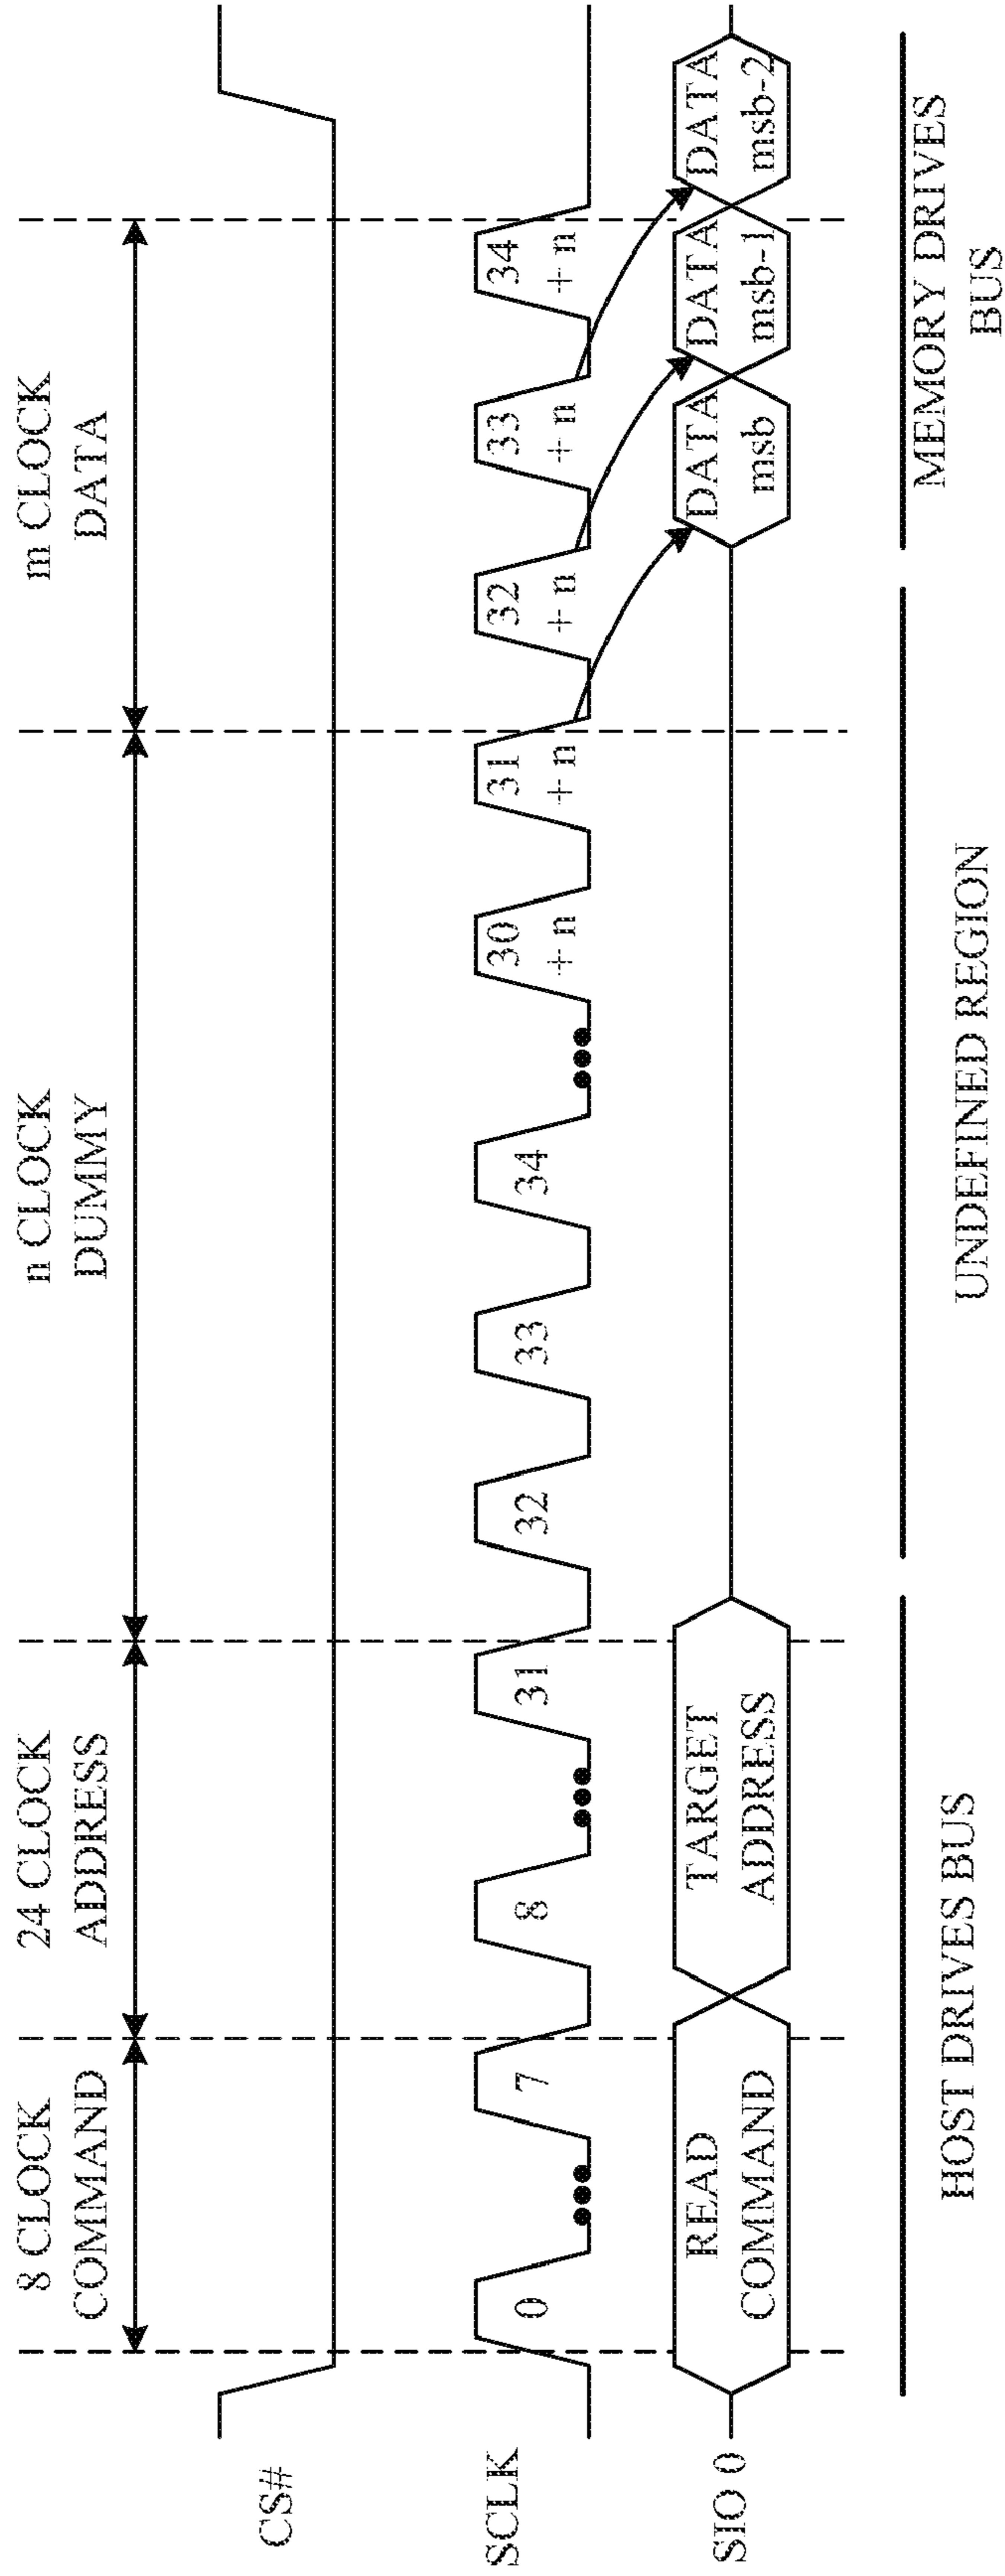 8 CLOCK
COMMAND
24 CLOCK
ADDRESS
n CLOCK
DUMMY
m CLOCK
DATA
CS#
SCLK
0
7
8
31
32
33
34
30
+ n
31
+ n
32
+ n
33
+ n
34
+ n
SIO 0
READ
COMMAND
TARGET
ADDRESS
DATA
msb
DATA
msb-1
DATA
msb-2
HOST DRIVES BUS
UNDEFINED REGION
MEMORY DRIVES
BUS